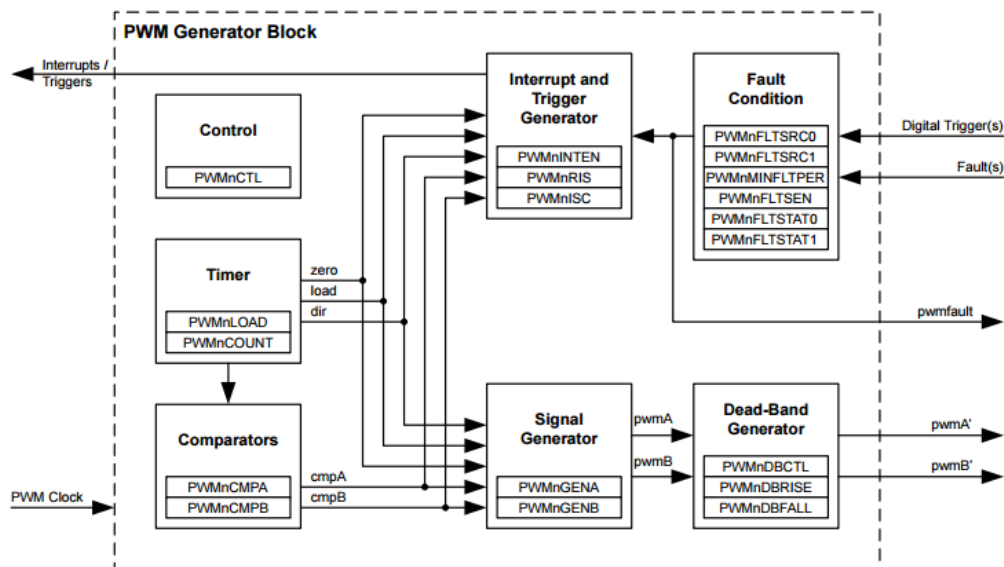 PWM Generator Block
Interrupts /
Triggers
Control
PWMnCTL
Interrupt and
Trigger
Generator
PWMnINTEN
PWMnRIS
PWMnISC
Fault
Condition
PWMnFLTSRC0
PWMnFLTSRC1
PWMnMINFLTPER
PWMnFLTSEN
PWMnFLTSTAT0
PWMnFLTSTAT1
Digital Trigger(s)
Fault(s)
Timer
PWMnLOAD
PWMnCOUNT
zero
load
dir
pwmfault
Comparators
PWMnCMPA
PWMnCMPB
cmpA
cmpB
PWM Clock
Signal
Generator
PWMnGENA
PWMnGENB
pwmA
pwmB
Dead-Band
Generator
PWMnDBCTL
PWMnDBRISE
PWMnDBFALL
pwmA'
pwmB'